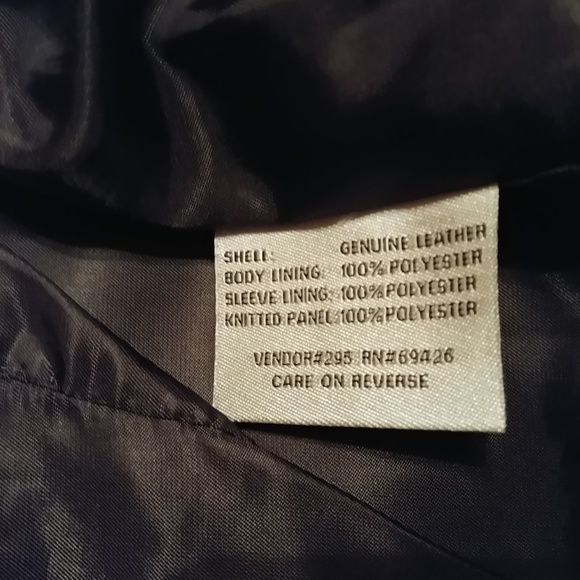 SHELL: GENUINE LEATHER
BODY LINING: 100% POLYESTER
SLEEVE LINING: 100% POLYESTER
KNITTED PANEL: 100% POLYESTER
VENDOR#295 RN#69426
CARE ON REVERSE